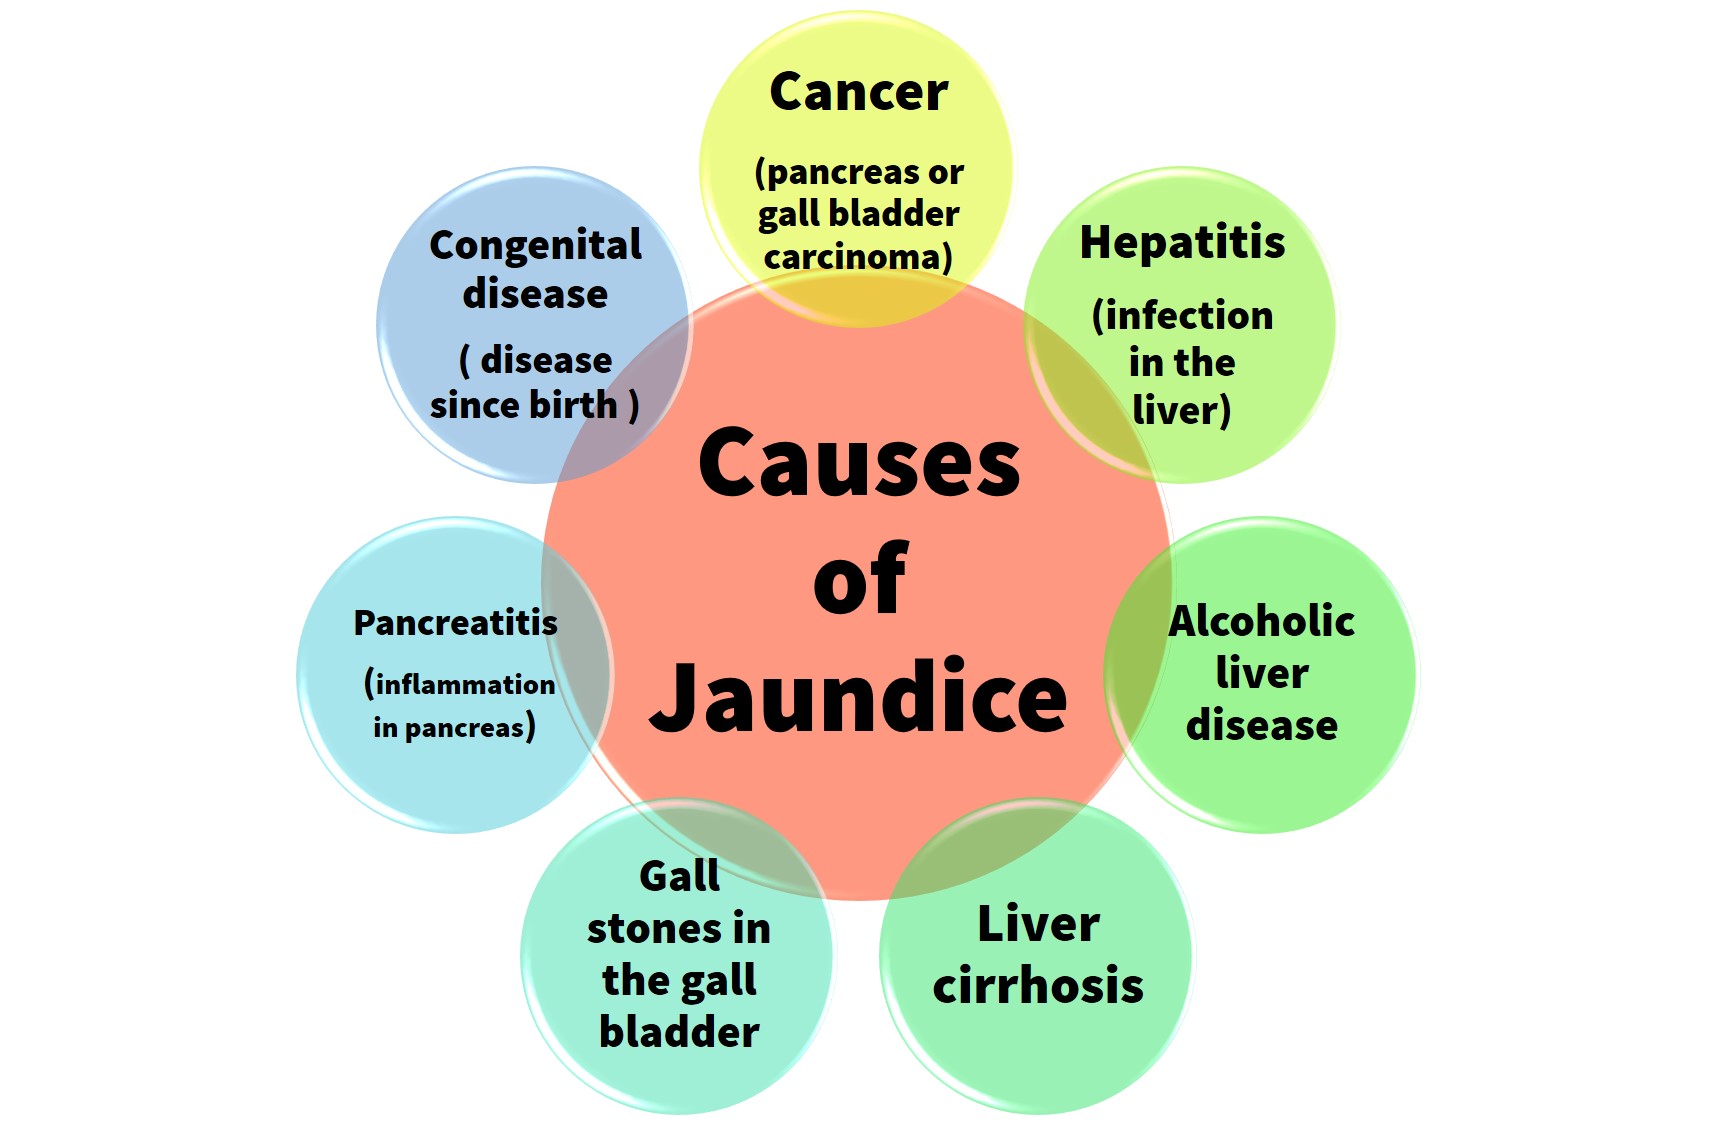 Cancer
(pancreas or
gall bladder
carcinoma)
Hepatitis
(infection
in the
liver)
Alcoholic
liver
disease
Liver
cirrhosis
Gall
stones in
the gall
bladder
Pancreatitis
(inflammation
in pancreas)
Congenital
disease
( disease
since birth )
Causes
of
Jaundice